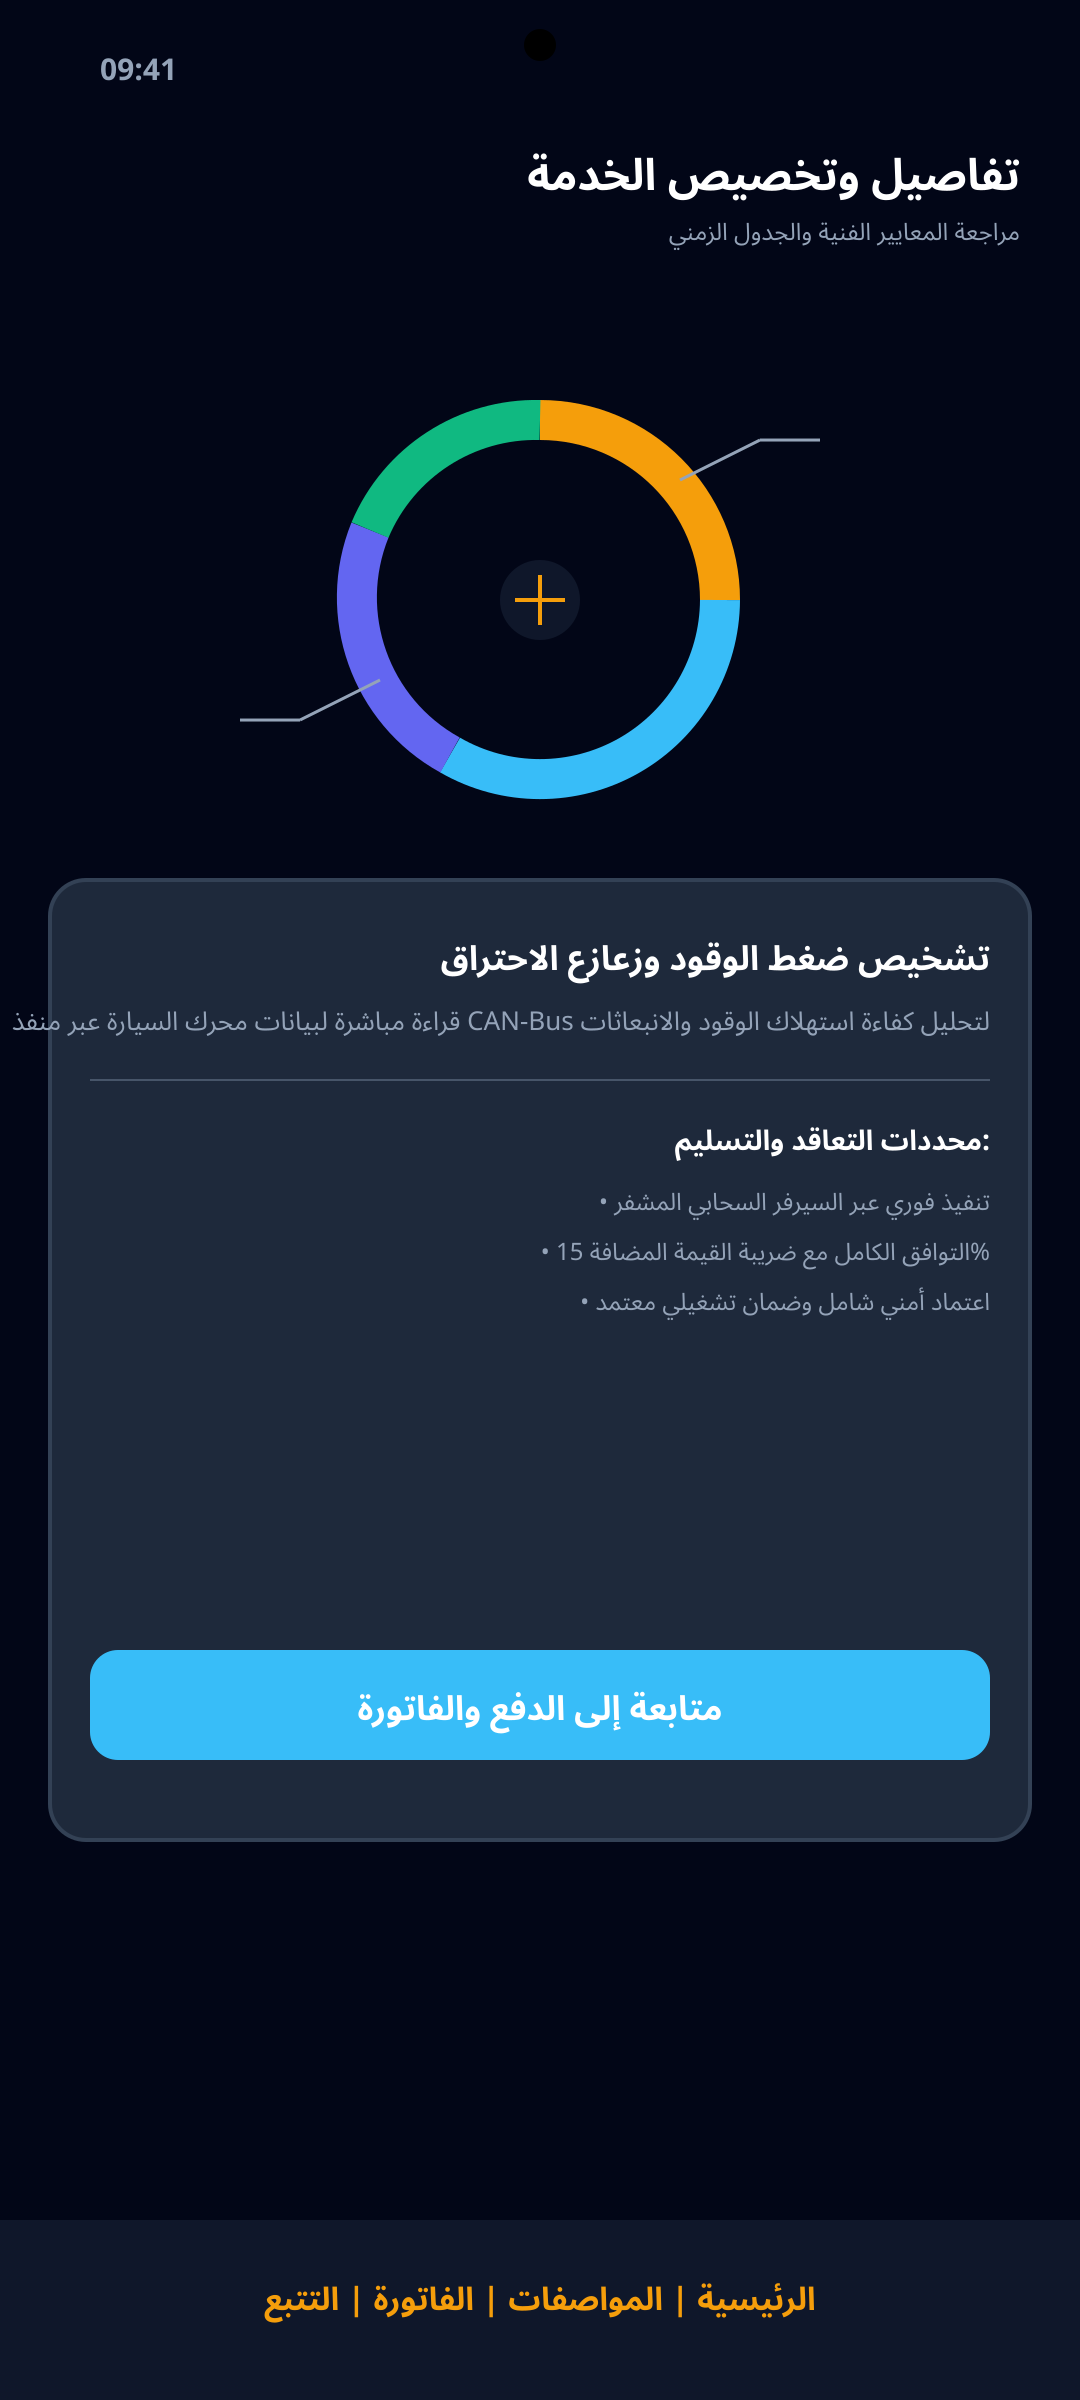 09:41
تفاصيل وتخصيص الخدمة
مراجعة المعايير الفنية والجدول الزمني
تشخيص ضغط الوقود وزعازع الاحتراق
لتحليل كفاءة استهلاك الوقود والانبعاثات CAN-Bus قراءة مباشرة لبيانات محرك السيارة عبر منفذ
:محددات التعاقد والتسليم
تنفيذ فوري عبر السيرفر السحابي المشفر •
%التوافق الكامل مع ضريبة القيمة المضافة 15 •
اعتماد أمني شامل وضمان تشغيلي معتمد •
متابعة إلى الدفع والفاتورة
الرئيسية | المواصفات | الفاتورة | التتبع